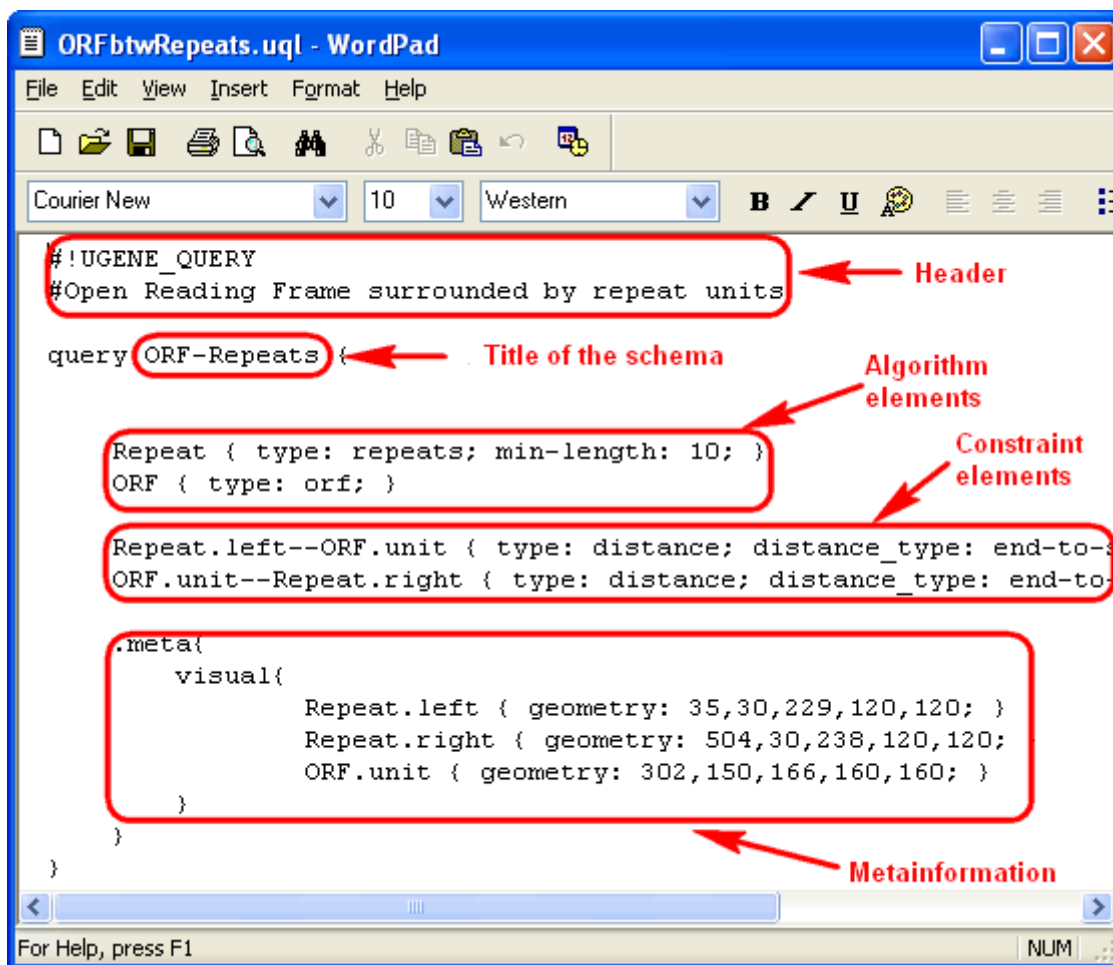 ORFbtwRepeats.uql - WordPad
File Edit View Insert Format Help
Courier New 10 Western B I U A
#!UGENE_QUERY
#Open Reading Frame surrounded by repeat units
Header
query ORF-Repeats {
Title of the schema
Algorithm
elements
Repeat { type: repeats; min-length: 10; }
ORF { type: orf; }
Constraint
elements
Repeat.left--ORF.unit { type: distance; distance_type: end-to-s
ORF.unit--Repeat.right { type: distance; distance_type: end-to-
.meta{
visual{
Repeat.left { geometry: 35,30,229,120,120; }
Repeat.right { geometry: 504,30,238,120,120;
ORF.unit { geometry: 302,150,166,160,160; }
}
}
}
Metainformation
For Help, press F1 NUM